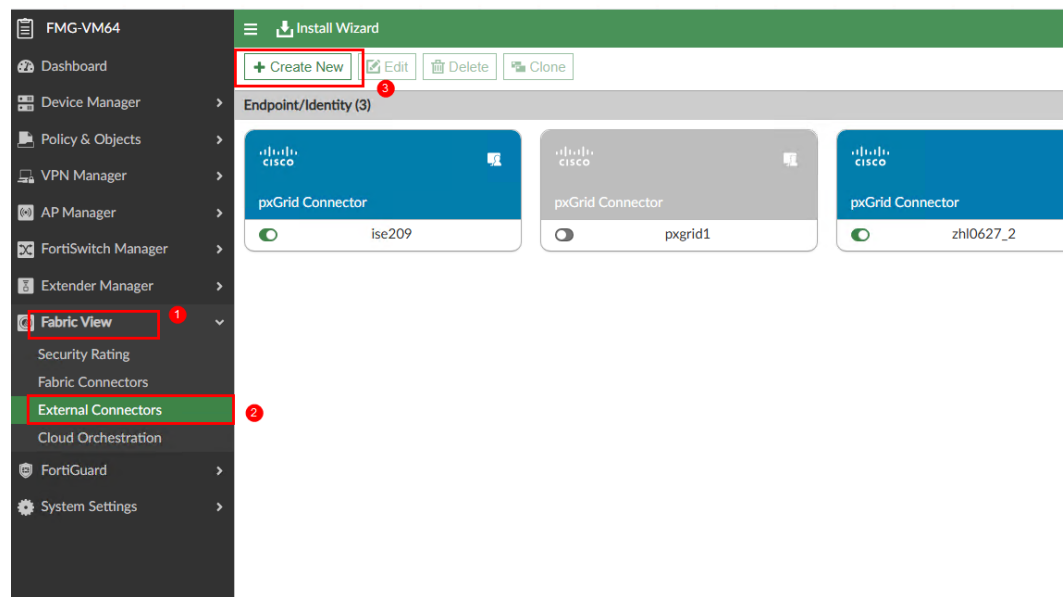 FMG-VM64
Install Wizard
Dashboard
+ Create New Edit Delete Clone
3
Device Manager
Endpoint/Identity (3)
Policy & Objects
CISCO CISCO CISCO
VPN Manager
pxGrid Connector pxGrid Connector pxGrid Connector
AP Manager
ise209 pxgrid1 zhl0627_2
FortiSwitch Manager
Extender Manager
Fabric View
1
Security Rating
Fabric Connectors
External Connectors
2
Cloud Orchestration
FortiGuard
System Settings